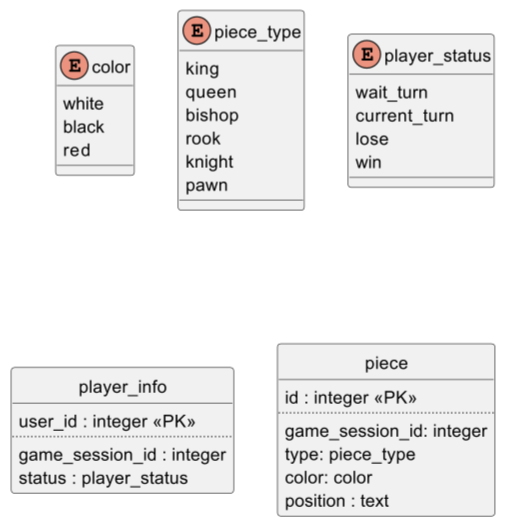 E color
white
black
red
E piece_type
king
queen
bishop
rook
knight
pawn
E player_status
wait_turn
current_turn
lose
win
player_info
user_id : integer «PK»
game_session_id : integer
status : player_status
piece
id : integer «PK»
game_session_id: integer
type: piece_type
color: color
position : text